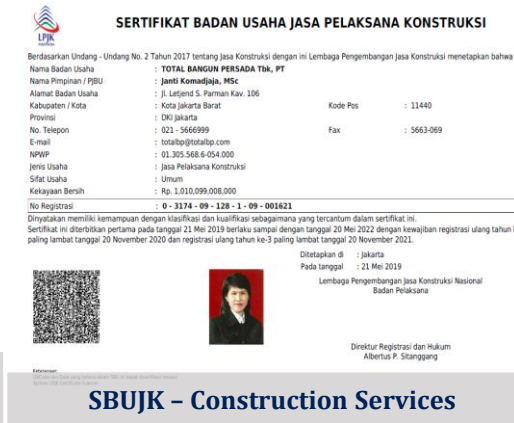 LPJK
SERTIFIKAT BADAN USAHA JASA PELAKSANA KONSTRUKSI
Berdasarkan Undang - Undang No. 2 Tahun 2017 tentang Jasa Konstruksi dengan ini Lembaga Pengembangan Jasa Konstruksi menetapkan bahwa
Nama Badan Usaha : TOTAL BANGUN PERSADA Tbk, PT
Nama Pimpinan / PJBU : Janti Komadjaja, MSc
Alamat Badan Usaha : Jl. Letjend S. Parman Kav. 106
Kabupaten / Kota : Kota Jakarta Barat Kode Pos : 11440
Provinsi : DKI Jakarta
No. Telepon : 021 - 5666999 Fax : 5663-069
E-mail : totalbp@totalbp.com
NPWP : 01.305.568.6-054.000
Jenis Usaha : Jasa Pelaksana Konstruksi
Sifat Usaha : Umum
Kekayaan Bersih : Rp. 1,010,099,008,000
No Registrasi : 0 - 3174 - 09 - 128 - 1 - 09 - 001621
Dinyatakan memiliki kemampuan dengan klasifikasi dan kualifikasi sebagaimana yang tercantum dalam sertifikat ini.
Sertifikat ini diterbitkan pertama pada tanggal 21 Mei 2019 berlaku sampai dengan tanggal 20 Mei 2022 dengan kewajiban registrasi ulang tahun
paling lambat tanggal 20 November 2020 dan registrasi ulang tahun ke-3 paling lambat tanggal 20 November 2021.
Ditetapkan di : Jakarta
Pada tanggal : 21 Mei 2019
Lembaga Pengembangan Jasa Konstruksi Nasional
Badan Pelaksana
Direktur Registrasi dan Hukum
Albertus P. Sitanggang
SBUJK – Construction Services